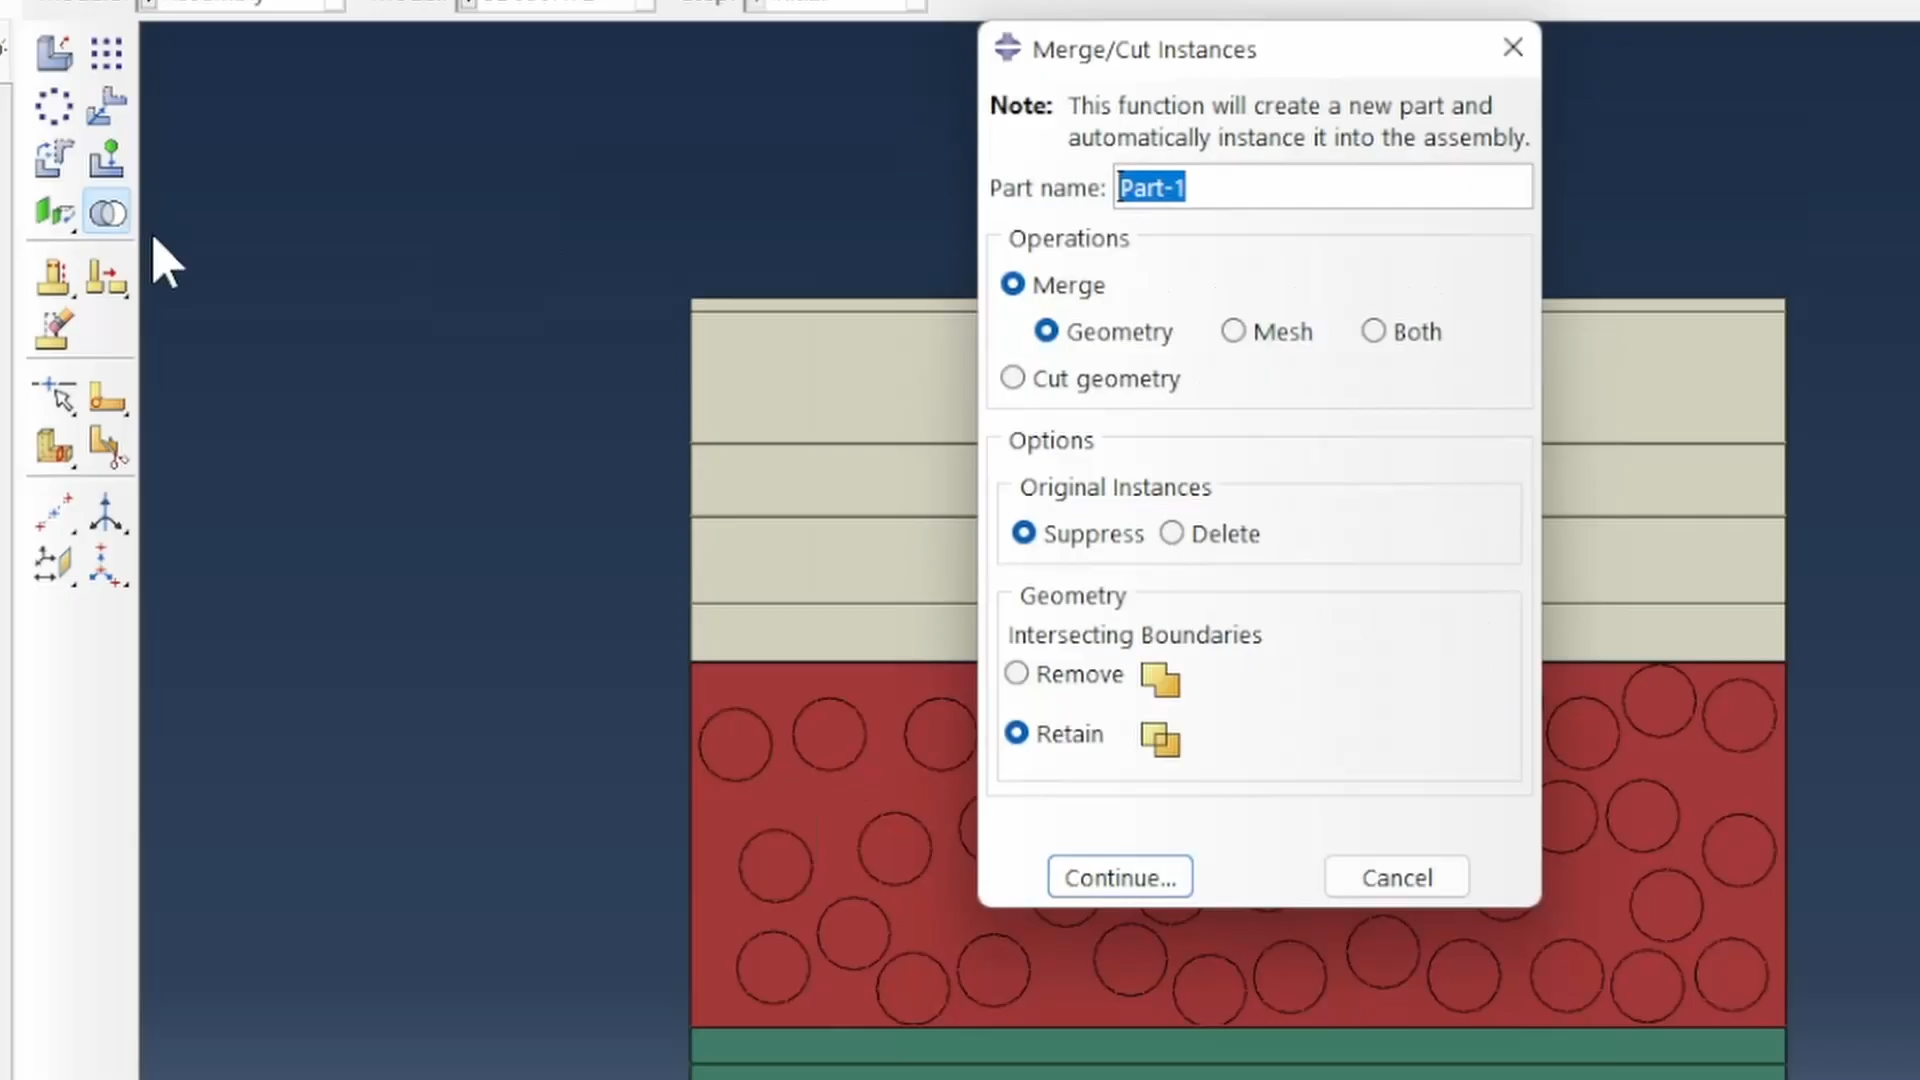 Merge/Cut Instances
Note: This function will create a new part and
automatically instance it into the assembly.
Part name: Part-1
Operations
Merge
Geometry Mesh Both
Cut geometry
Options
Original Instances
Suppress Delete
Geometry
Intersecting Boundaries
Remove
Retain
Continue... Cancel